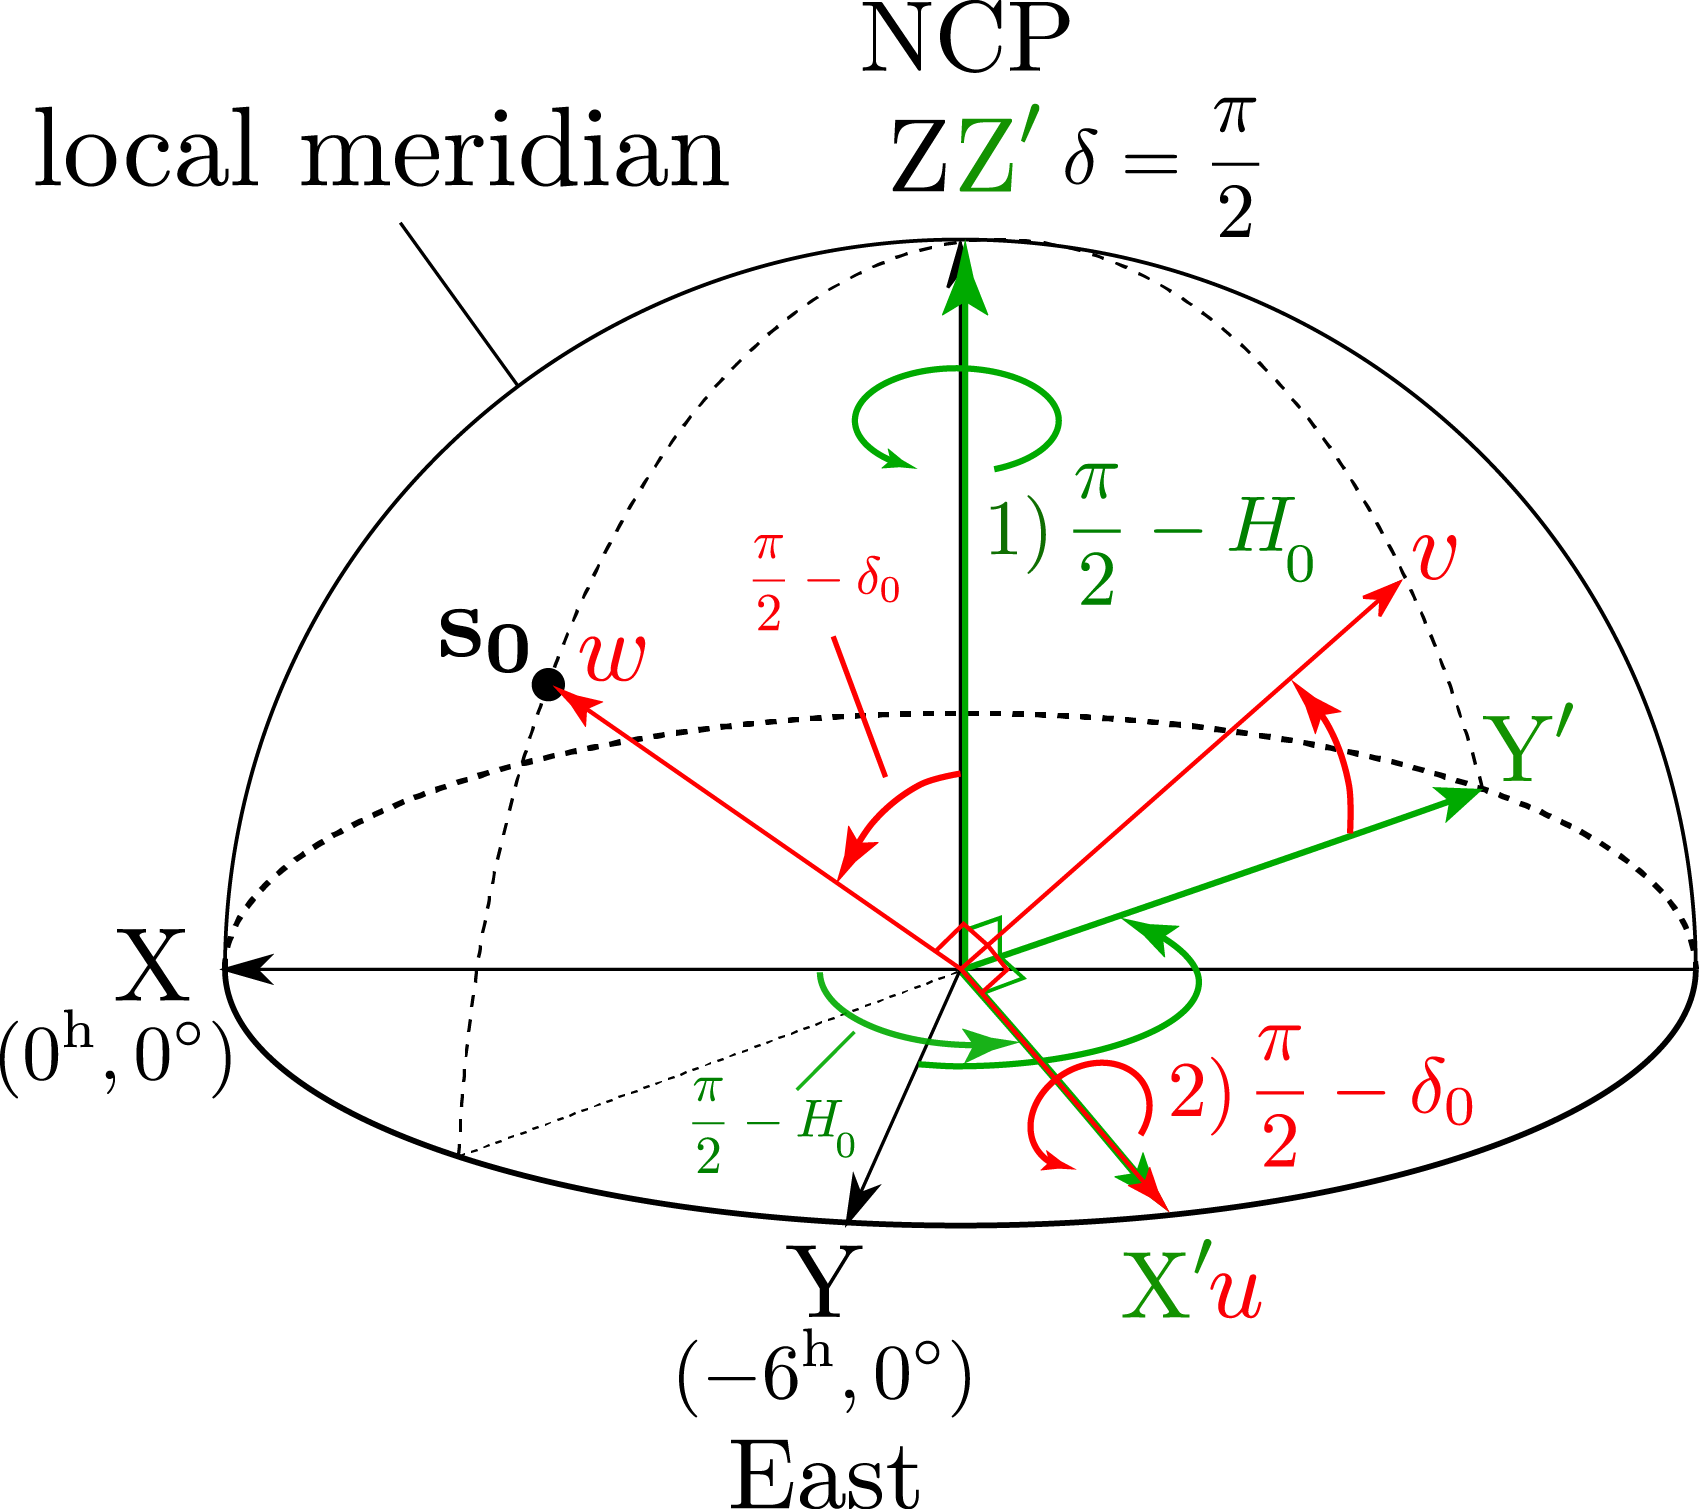 NCP
local meridian
ZZ′ δ = π/2
1) π/2 − H₀
π/2 − δ₀
v
s₀ w
Y′
X
(0ʰ, 0°)
2) π/2 − δ₀
π/2 − H₀
Y
X′u
(−6ʰ, 0°)
East